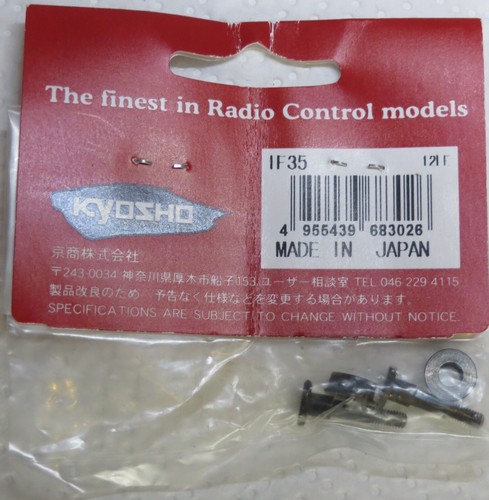 The finest in Radio Control models
IF35 12IF
KYOSHO
4 955439 683026
MADE IN JAPAN
京商株式会社
〒243-0034 神奈川県厚木市船子153 ユーザー相談室 TEL 046 229 4115
製品改良のため 予告なく仕様などを変更する場合があります。
SPECIFICATIONS ARE SUBJECT TO CHANGE WITHOUT NOTICE.